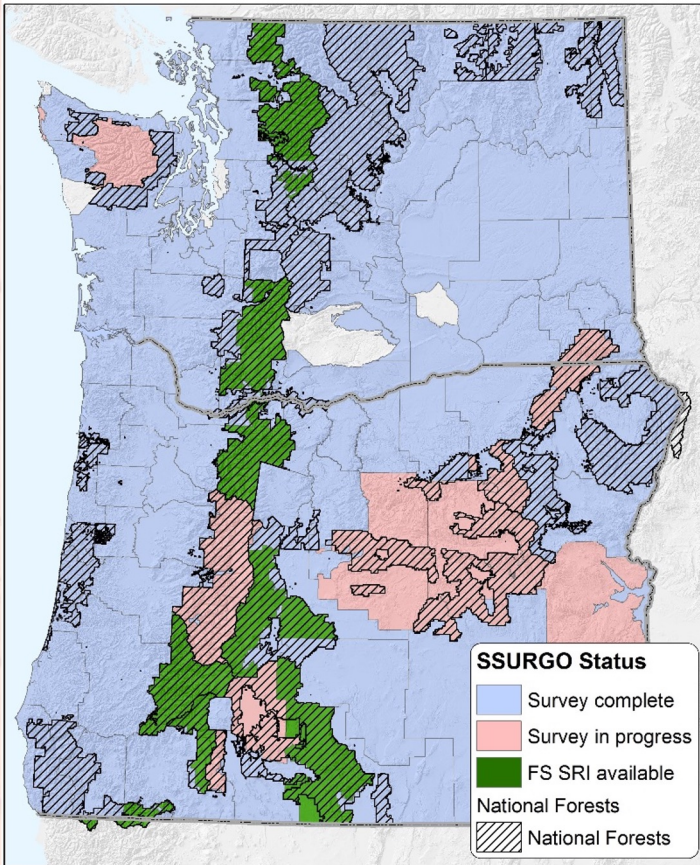 SSURGO Status
Survey complete
Survey in progress
FS SRI available
National Forests
National Forests